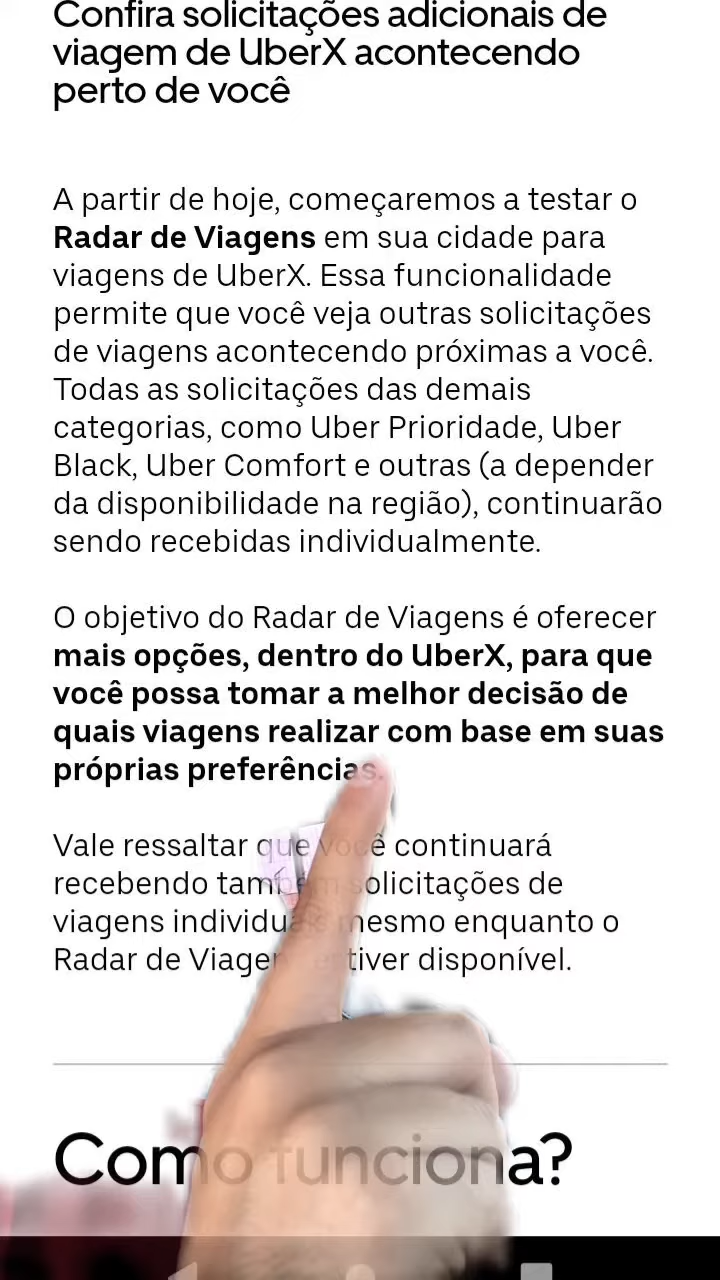 Confira solicitações adicionais de
viagem de UberX acontecendo
perto de você
A partir de hoje, começaremos a testar o
Radar de Viagens em sua cidade para
viagens de UberX. Essa funcionalidade
permite que você veja outras solicitações
de viagens acontecendo próximas a você.
Todas as solicitações das demais
categorias, como Uber Prioridade, Uber
Black, Uber Comfort e outras (a depender
da disponibilidade na região), continuarão
sendo recebidas individualmente.
O objetivo do Radar de Viagens é oferecer
mais opções, dentro do UberX, para que
você possa tomar a melhor decisão de
quais viagens realizar com base em suas
próprias preferências.
Vale ressaltar que você continuará
recebendo também solicitações de
viagens individuais mesmo enquanto o
Radar de Viagens estiver disponível.
Como funciona?